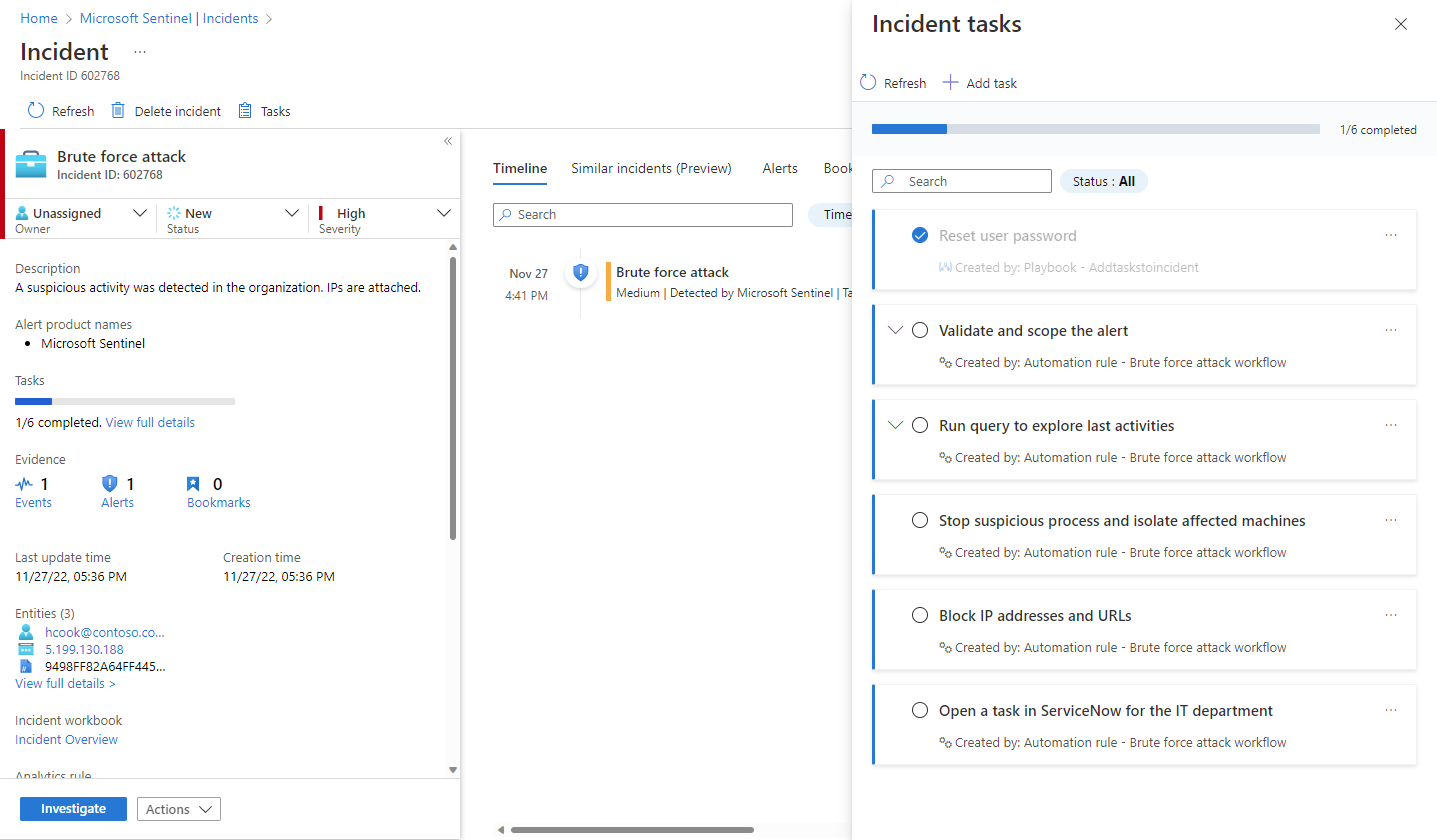 Home > Microsoft Sentinel | Incidents >
Incident ...
Incident ID 602768
Refresh Delete incident Tasks
Brute force attack
Incident ID: 602768
Unassigned New High
Owner Status Severity
Description
A suspicious activity was detected in the organization. IPs are attached.
Alert product names
• Microsoft Sentinel
Tasks
1/6 completed. View full details
Evidence
1 1 0
Events Alerts Bookmarks
Last update time Creation time
11/27/22, 05:36 PM 11/27/22, 05:36 PM
Entities (3)
hcook@contoso.co...
5.199.130.188
9498FF82A64FF445...
View full details >
Incident workbook
Incident Overview
Analytics rule
Investigate Actions
Timeline Similar incidents (Preview) Alerts Book
Search Time
Nov 27 Brute force attack
4:41 PM Medium | Detected by Microsoft Sentinel | Ta
Incident tasks
Refresh Add task
1/6 completed
Search Status : All
Reset user password ...
Created by: Playbook - Addtaskstoincident
Validate and scope the alert ...
Created by: Automation rule - Brute force attack workflow
Run query to explore last activities ...
Created by: Automation rule - Brute force attack workflow
Stop suspicious process and isolate affected machines ...
Created by: Automation rule - Brute force attack workflow
Block IP addresses and URLs ...
Created by: Automation rule - Brute force attack workflow
Open a task in ServiceNow for the IT department ...
Created by: Automation rule - Brute force attack workflow